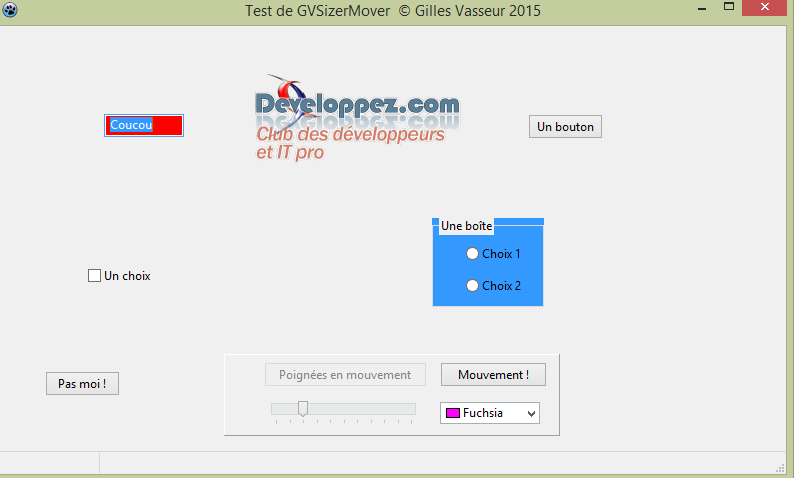 Test de GVSizerMover © Gilles Vasseur 2015
Developpez.com
Club des développeurs
et IT pro
Coucou
Un bouton
Une boîte
Choix 1
Un choix
Choix 2
Poignées en mouvement
Mouvement !
Pas moi !
Fuchsia